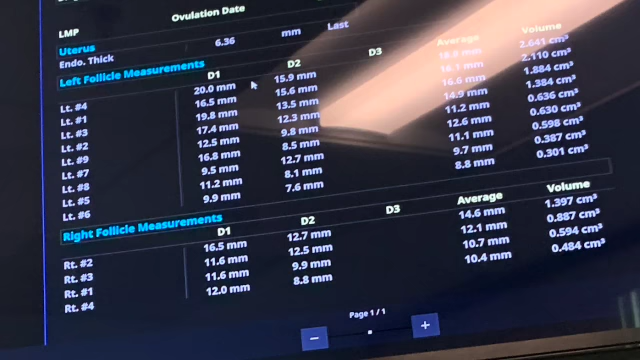 LMP Ovulation Date
Uterus
Endo. Thick 6.36 mm Last
Left Follicle Measurements
D1 D2 D3 Average Volume
Lt. #4 20.0 mm 15.9 mm 2.641 cm³
Lt. #1 16.5 mm 15.6 mm 16.1 mm 2.110 cm³
Lt. #3 19.8 mm 13.5 mm 16.6 mm 1.884 cm³
Lt. #2 17.4 mm 12.3 mm 14.9 mm 1.384 cm³
Lt. #9 12.5 mm 9.8 mm 11.2 mm 0.636 cm³
Lt. #7 16.8 mm 8.5 mm 12.6 mm 0.630 cm³
Lt. #8 9.5 mm 12.7 mm 11.1 mm 0.598 cm³
Lt. #5 11.2 mm 8.1 mm 9.7 mm 0.387 cm³
Lt. #6 9.9 mm 7.6 mm 8.8 mm 0.301 cm³
Right Follicle Measurements
D1 D2 D3 Average Volume
Rt. #2 16.5 mm 12.7 mm 14.6 mm 1.397 cm³
Rt. #3 11.6 mm 12.5 mm 12.1 mm 0.887 cm³
Rt. #1 11.6 mm 9.9 mm 10.7 mm 0.594 cm³
Rt. #4 12.0 mm 8.8 mm 10.4 mm 0.484 cm³
Page 1 / 1